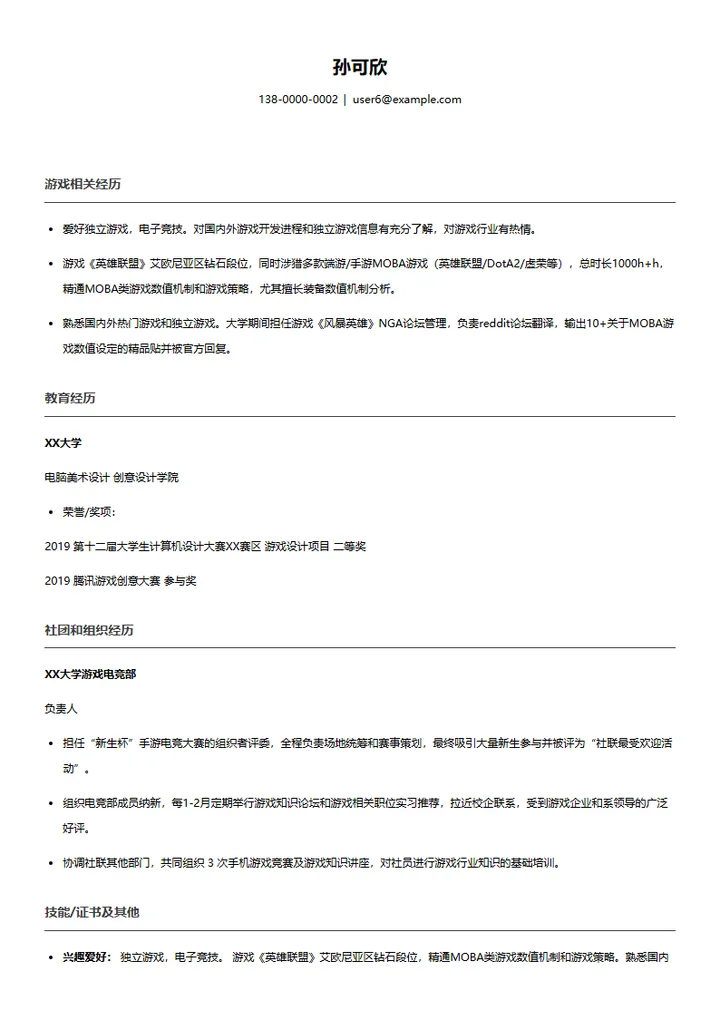 孙可欣
138-0000-0002 | user6@example.com
游戏相关经历
• 爱好独立游戏，电子竞技。对国内外游戏开发进程和独立游戏信息有充分了解，对游戏行业有热情。
• 游戏《英雄联盟》艾欧尼亚区钻石段位，同时涉猎多款端游/手游MOBA游戏（英雄联盟/DotA2/虚荣等），总时长1000h+h，
精通MOBA类游戏数值机制和游戏策略，尤其擅长装备数值机制分析。
• 熟悉国内外热门游戏和独立游戏。大学期间担任游戏《风暴英雄》NGA论坛管理，负责reddit论坛翻译，输出10+关于MOBA游
戏数值设定的精品贴并被官方回复。
教育经历
XX大学
电脑美术设计 创意设计学院
• 荣誉/奖项：
2019 第十二届大学生计算机设计大赛XX赛区 游戏设计项目 二等奖
2019 腾讯游戏创意大赛 参与奖
社团和组织经历
XX大学游戏电竞部
负责人
• 担任“新生杯”手游电竞大赛的组织者评委，全程负责场地统筹和赛事策划，最终吸引大量新生参与并被评为“社联最受欢迎活
动”。
• 组织电竞部成员纳新，每1-2月定期举行游戏知识论坛和游戏相关职位实习推荐，拉近校企联系，受到游戏企业和系领导的广泛
好评。
• 协调社联其他部门，共同组织 3 次手机游戏竞赛及游戏知识讲座，对社员进行游戏行业知识的基础培训。
技能/证书及其他
• 兴趣爱好： 独立游戏，电子竞技。 游戏《英雄联盟》艾欧尼亚区钻石段位，精通MOBA类游戏数值机制和游戏策略。熟悉国内